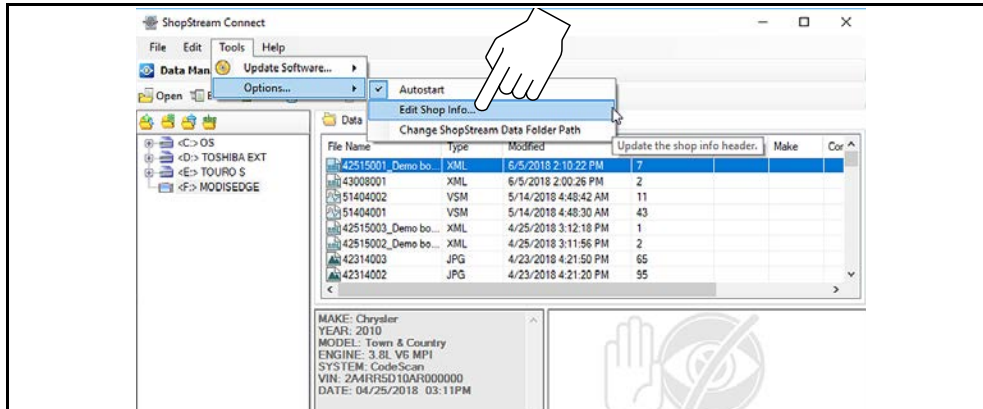 ShopStream Connect
File Edit Tools Help
Data Man
Update Software...
Open
Options...
Autostart
Edit Shop Info...
Change ShopStream Data Folder Path
Update the shop info header.
Data
<C:> OS
<D:> TOSHIBA EXT
<E:> TOURO S
<F:> MODISEDGE
File Name Type Modified Make Cor
42515001_Demo bo... XML 6/5/2018 2:10:22 PM 7
43008001 XML 6/5/2018 2:00:26 PM 2
51404002 VSM 5/14/2018 4:48:42 AM 11
51404001 VSM 5/14/2018 4:48:30 AM 43
42515003_Demo bo... XML 4/25/2018 3:12:18 PM 1
42515002_Demo bo... XML 4/25/2018 3:11:56 PM 2
42314003 JPG 4/23/2018 4:21:50 PM 65
42314002 JPG 4/23/2018 4:21:20 PM 95
MAKE: Chrysler
YEAR: 2010
MODEL: Town & Country
ENGINE: 3.8L V6 MPI
SYSTEM: CodeScan
VIN: 2A4RR5D10AR000000
DATE: 04/25/2018 03:11PM